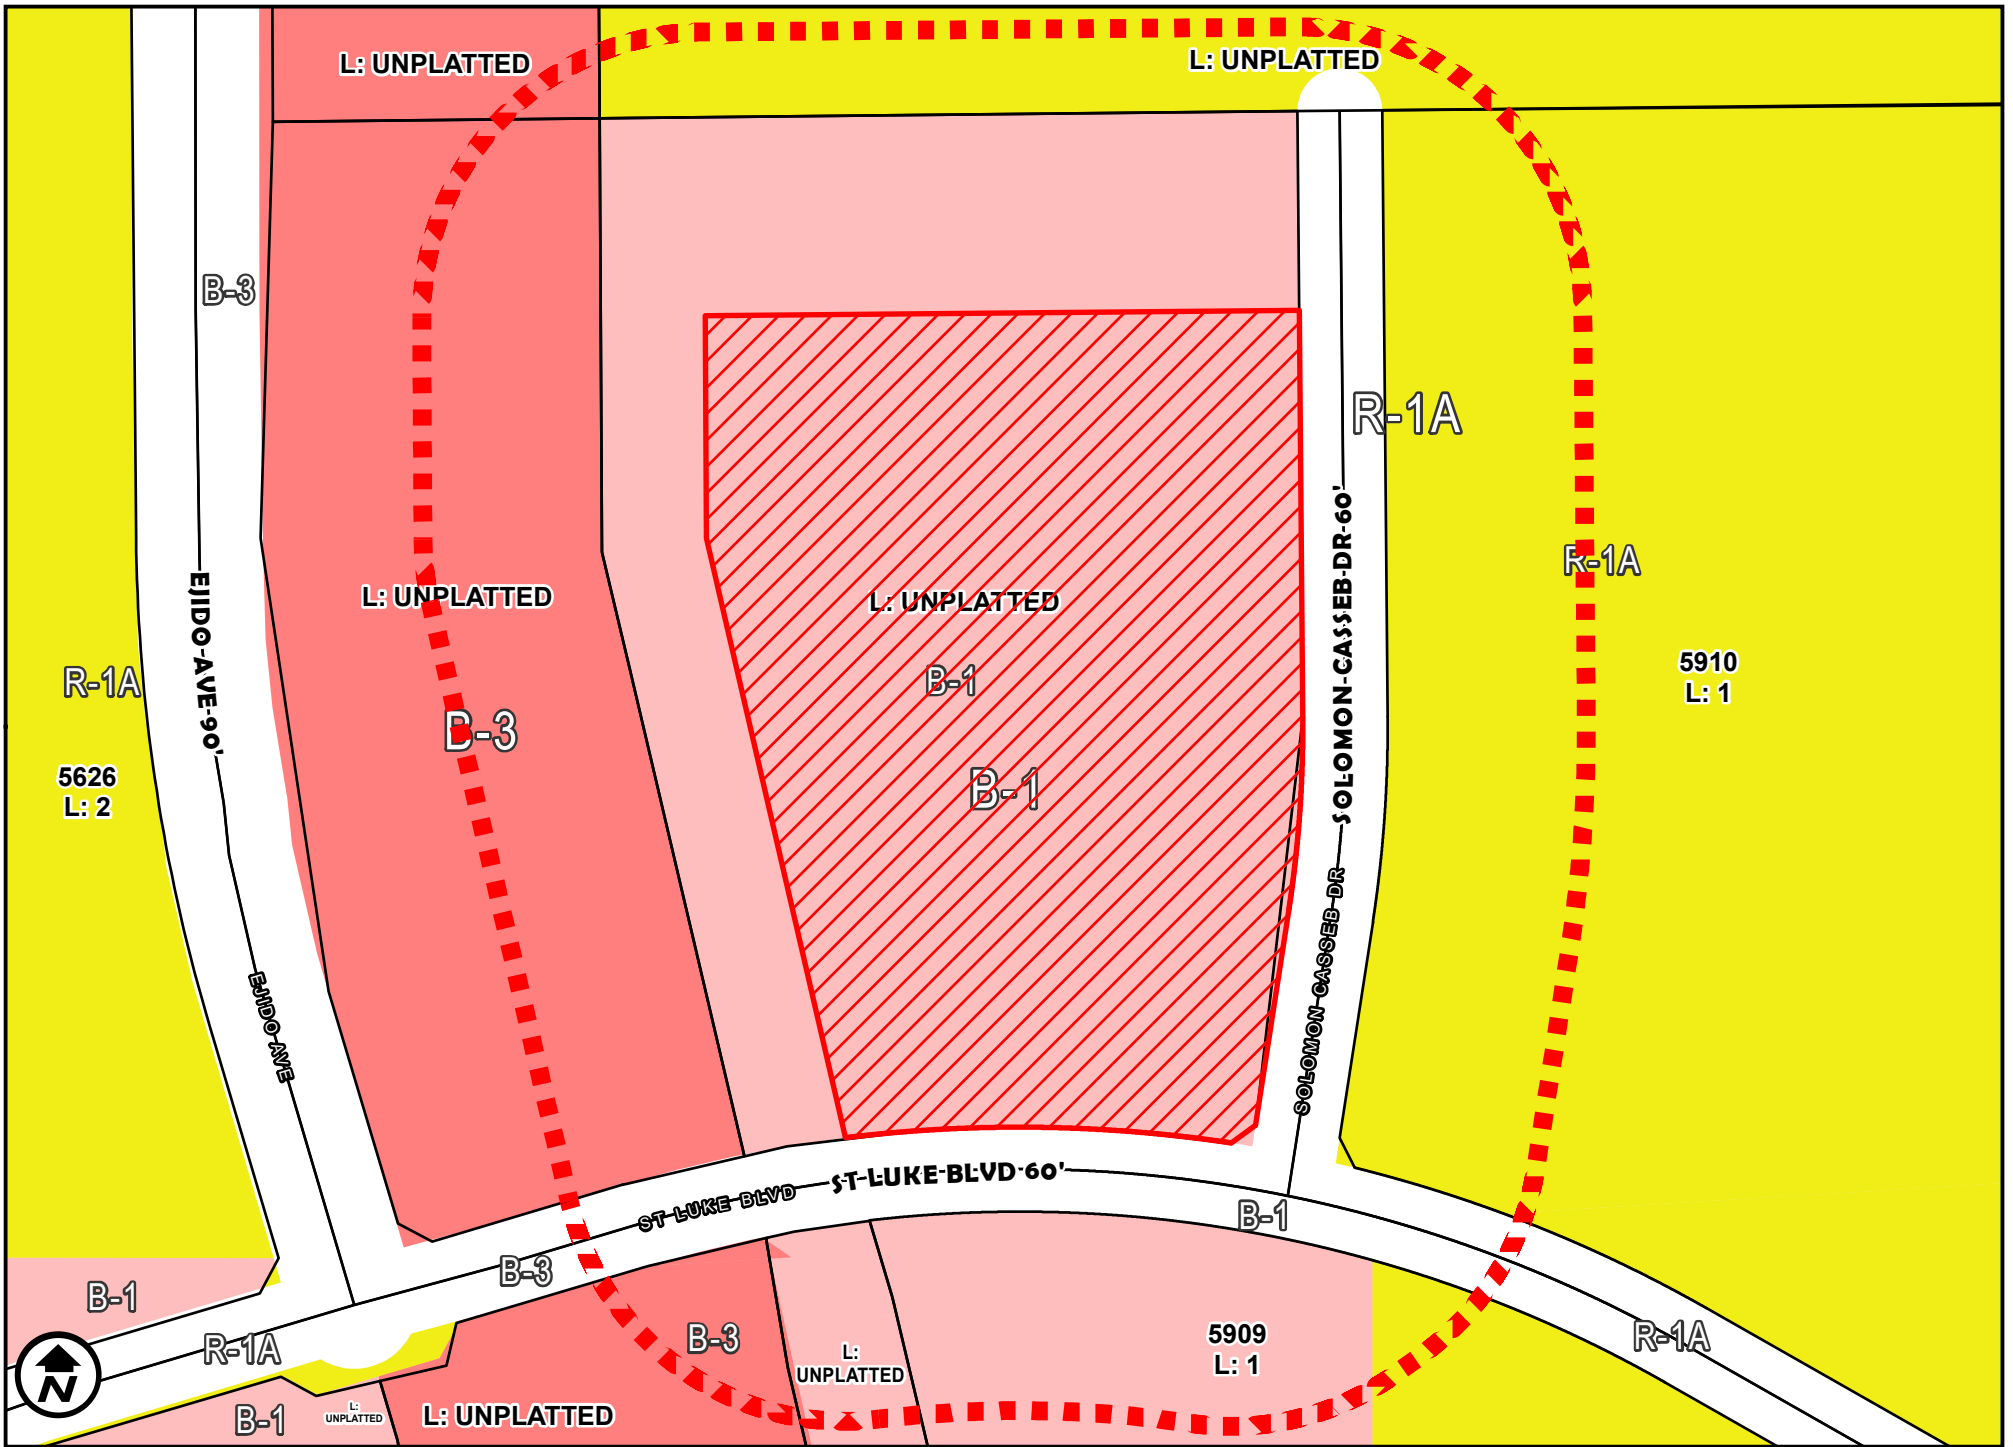 L: UNPLATTED
L: UNPLATTED
B-3
R-1A
SOLOMON CASSEB DR 60'
R-1A
L: UNPLATTED
L: UNPLATTED
EJIDO AVE 90'
R-1A
B-1
5910
L: 1
B-3
5626
L: 2
B-1
SOLOMON CASSEB DR
EJIDO AVE
ST LUKE BLVD 60'
ST LUKE BLVD
B-1
B-3
B-1
R-1A
B-3
5909
L: 1
R-1A
L:
UNPLATTED
N
B-1
L:
UNPLATTED
L: UNPLATTED